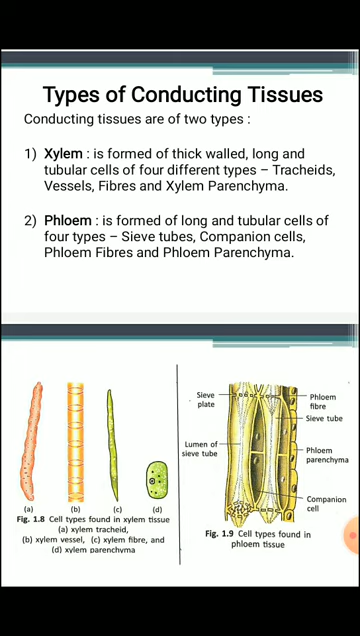 Types of Conducting Tissues
Conducting tissues are of two types :
1) Xylem : is formed of thick walled, long and
tubular cells of four different types – Tracheids,
Vessels, Fibres and Xylem Parenchyma.
2) Phloem : is formed of long and tubular cells of
four types – Sieve tubes, Companion cells,
Phloem Fibres and Phloem Parenchyma.
(a) (b) (c) (d)
Fig. 1.8 Cell types found in xylem tissue
(a) xylem tracheid,
(b) xylem vessel, (c) xylem fibre, and
(d) xylem parenchyma
Sieve
plate
Lumen of
sieve tube
Phloem
fibre
Sieve tube
Phloem
parenchyma
Companion
cell
Fig. 1.9 Cell types found in
phloem tissue